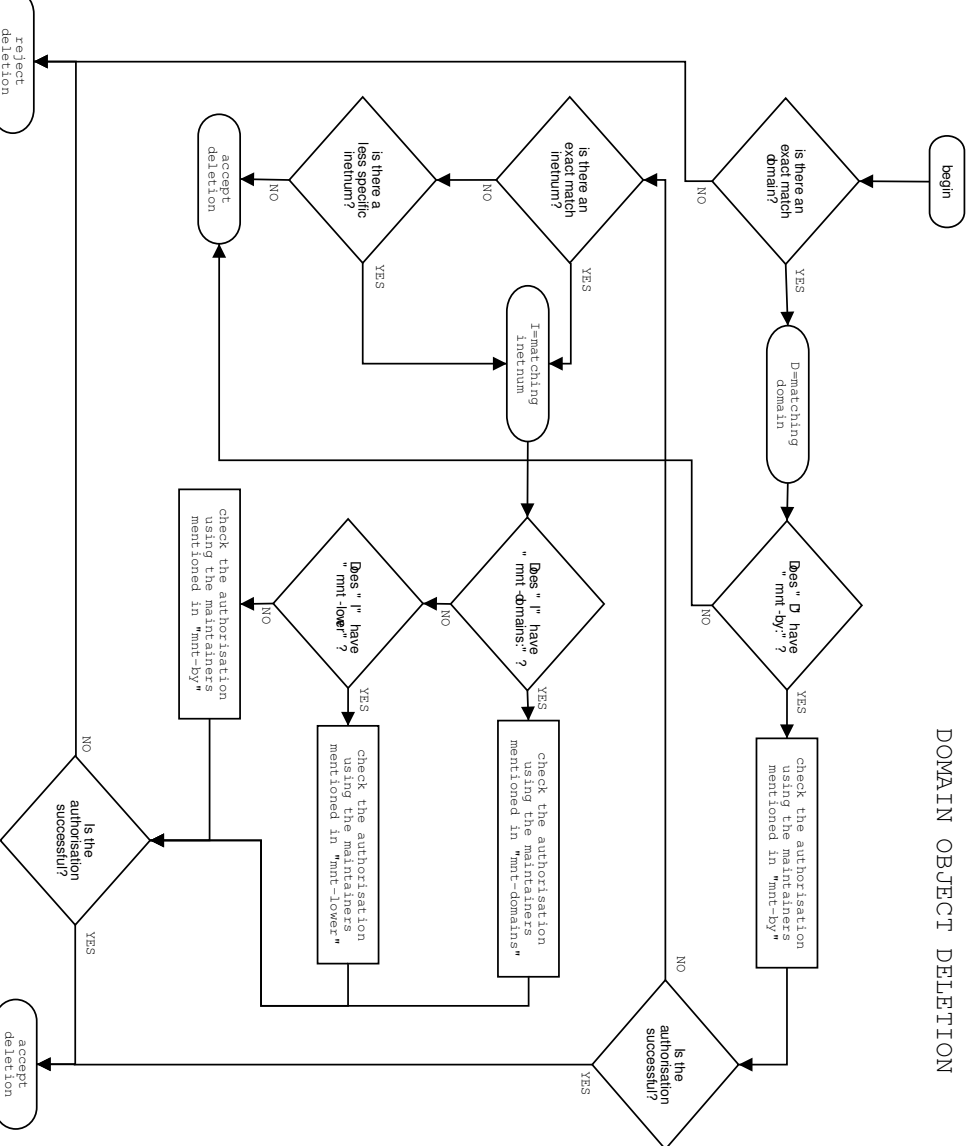 DOMAIN OBJECT DELETION
begin
is there an
exact match
domain?
NO
YES
D=matching
domain
Does " D" have
" mnt -by:" ?
NO
YES
check the authorisation
using the maintainers
mentioned in "mnt-by"
Is the
authorisation
successful?
NO
YES
is there an
exact match
inetnum?
NO
YES
is there a
less specific
inetnum?
NO
YES
accept
deletion
I=matching
inetnum
Does " I" have
" mnt -domains:" ?
NO
YES
check the authorisation
using the maintainers
mentioned in "mnt-domains"
Does " I" have
" mnt -lower" ?
NO
YES
check the authorisation
using the maintainers
mentioned in "mnt-lower"
check the authorisation
using the maintainers
mentioned in "mnt-by"
Is the
authorisation
successful?
NO
YES
reject
deletion
accept
deletion